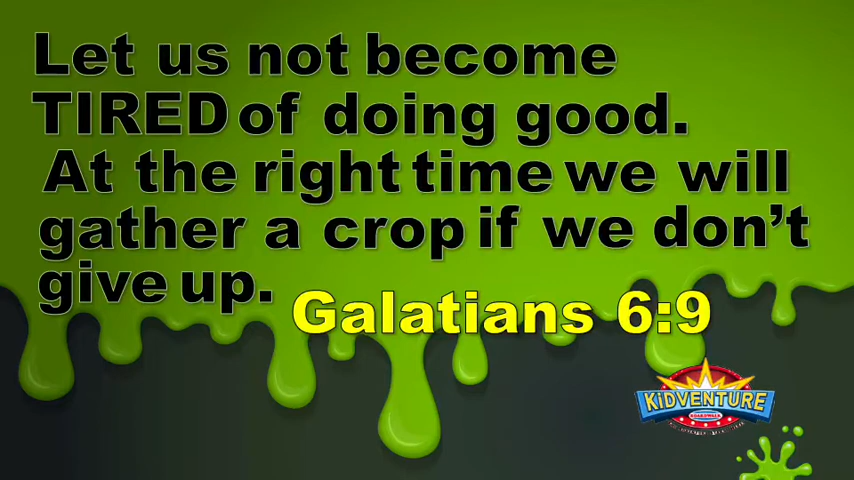 Let us not become
TIRED of doing good.
At the right time we will
gather a crop if we don't
give up.
Galatians 6:9
KiDVENTURE
BOARDWALK